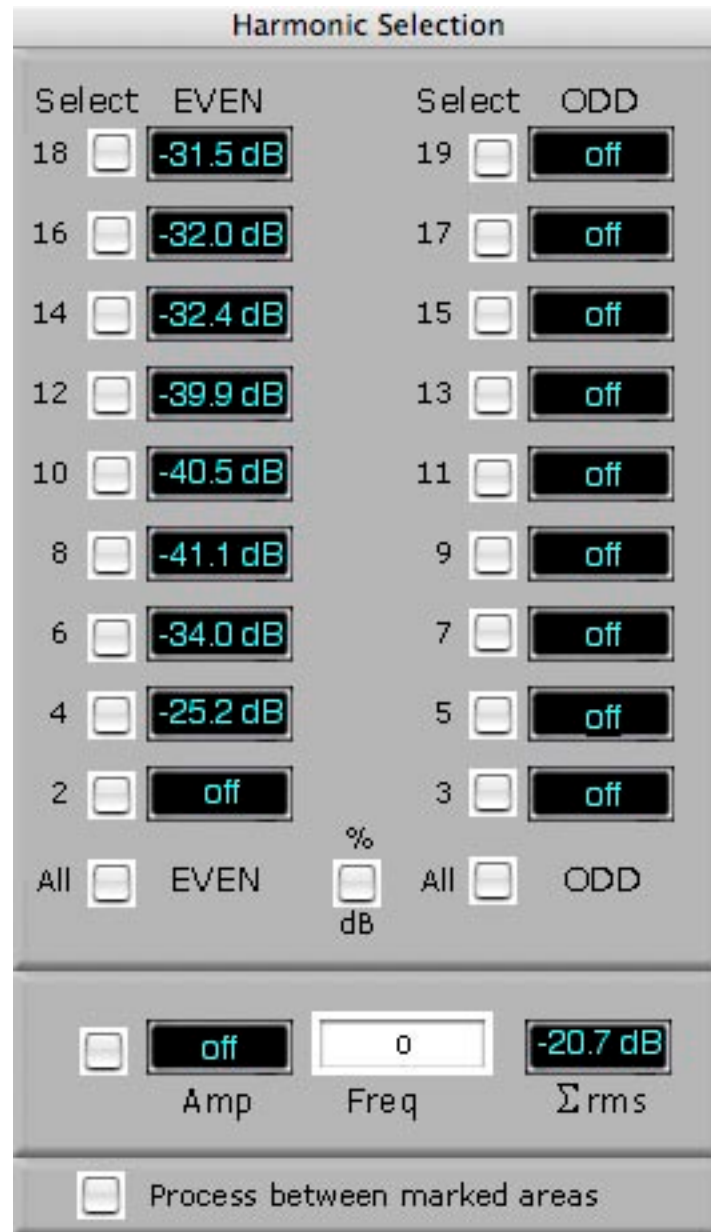 Harmonic Selection
Select EVEN Select ODD
18 -31.5 dB 19 off
16 -32.0 dB 17 off
14 -32.4 dB 15 off
12 -39.9 dB 13 off
10 -40.5 dB 11 off
8 -41.1 dB 9 off
6 -34.0 dB 7 off
4 -25.2 dB 5 off
2 off 3 off
%
All EVEN All ODD
dB
off 0 -20.7 dB
Amp Freq Σrms
Process between marked areas